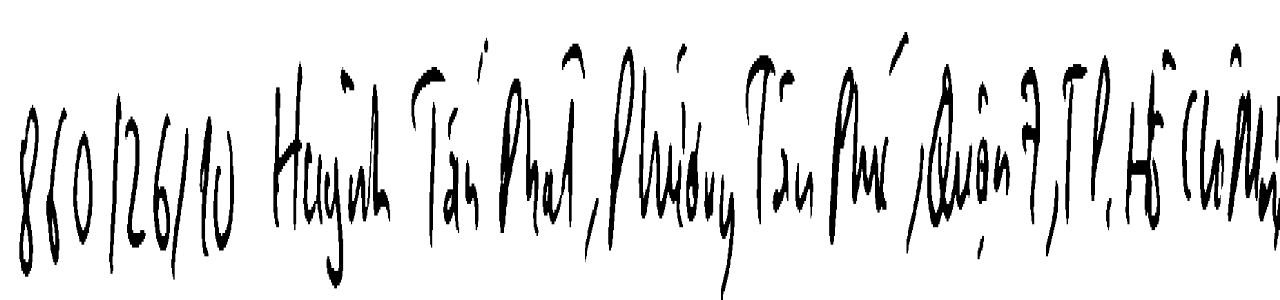 860/26/10 Huỳnh Tấn Phát, Phường Tân Phú, Quận 7, TP. Hồ Chí Minh